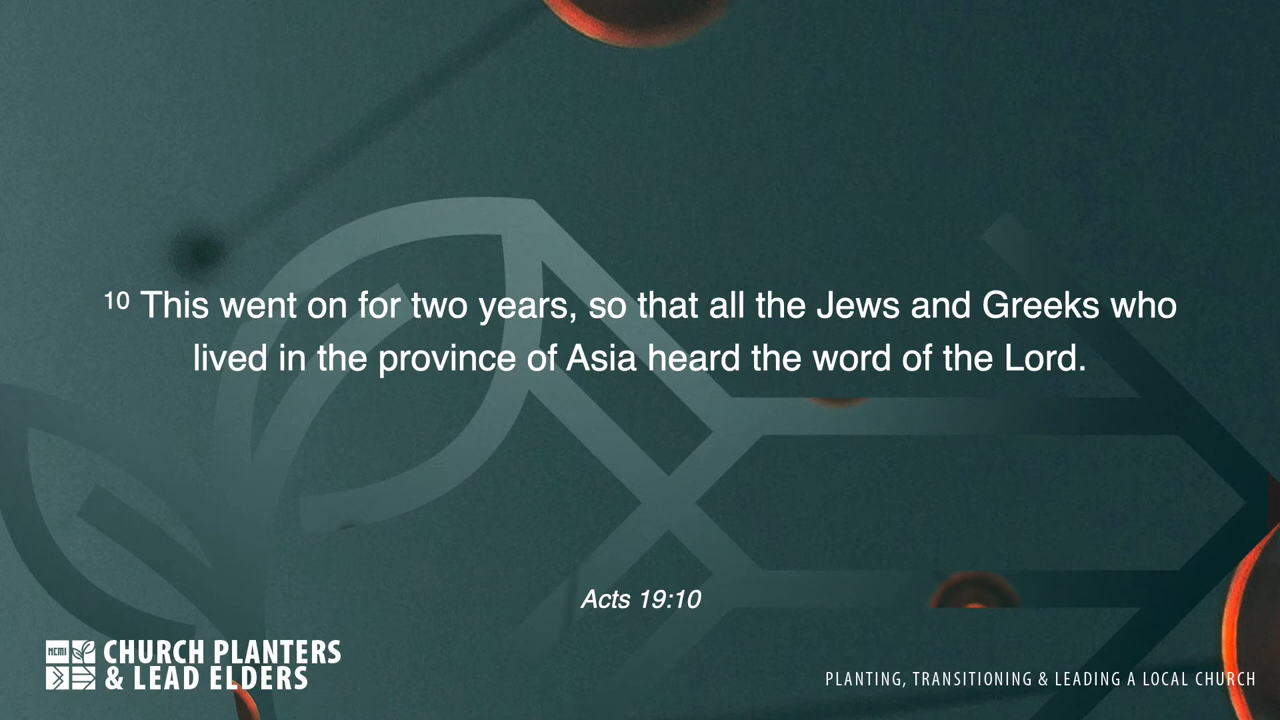 ¹⁰ This went on for two years, so that all the Jews and Greeks who
lived in the province of Asia heard the word of the Lord.
Acts 19:10
NCMI
CHURCH PLANTERS
& LEAD ELDERS
PLANTING, TRANSITIONING & LEADING A LOCAL CHURCH